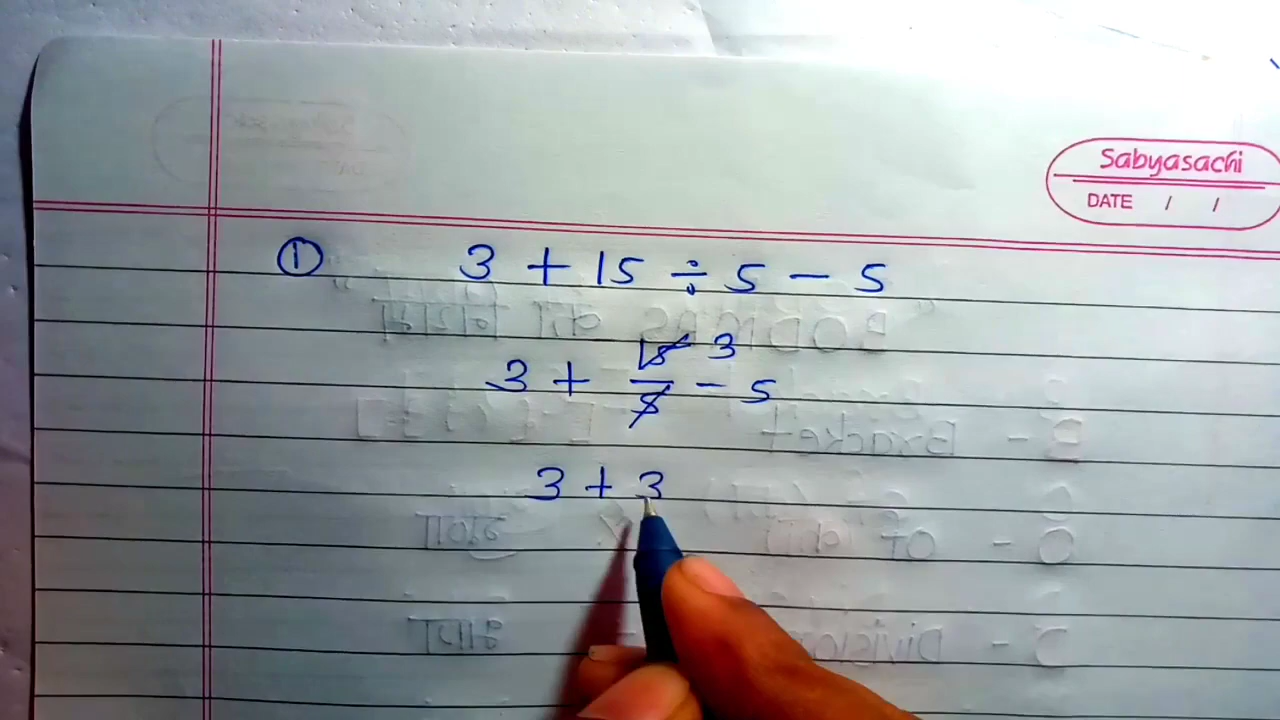 Sabyasachi
DATE / /
① 3 + 15 ÷ 5 - 5
3 + 15/5 3 - 5
3 + 3